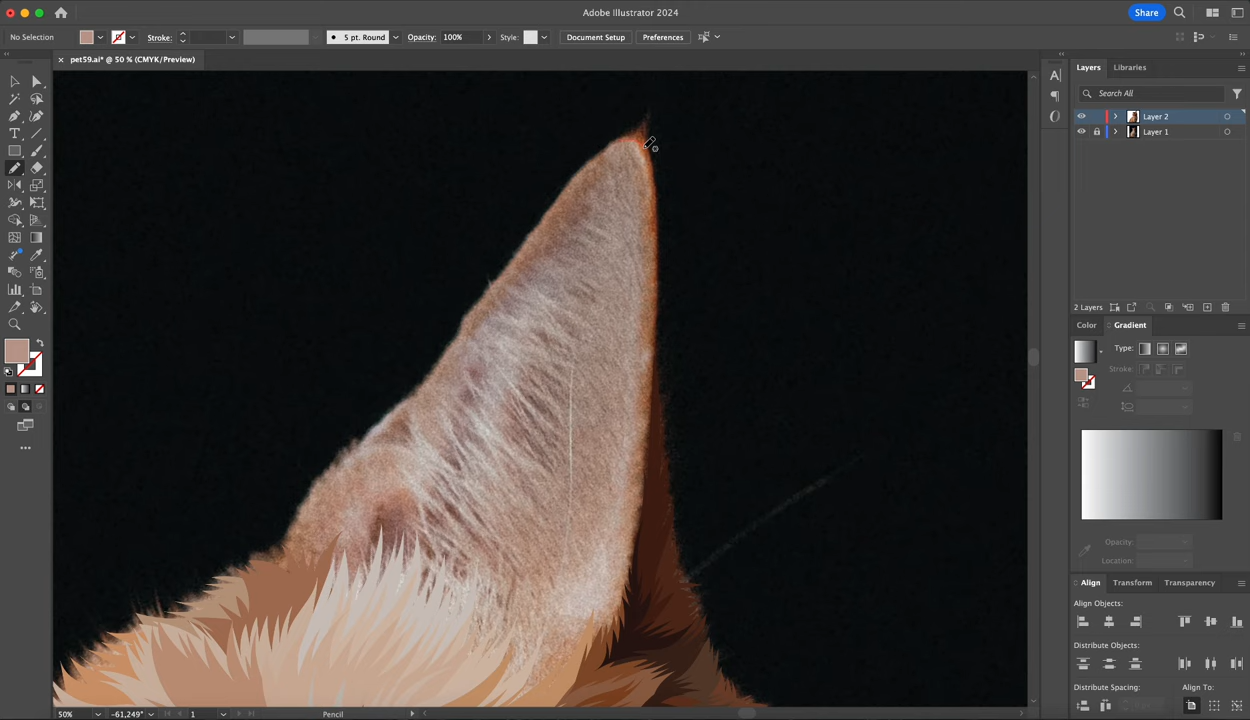 Adobe Illustrator 2024
Share
No Selection
Stroke:
5 pt. Round
Opacity: 100%
Style:
Document Setup
Preferences
× pet59.ai* @ 50 % (CMYK/Preview)
Layers
Libraries
Search All
Layer 2
Layer 1
2 Layers
Color
Gradient
Type:
Stroke:
Opacity:
Location:
Align
Transform
Transparency
Align Objects:
Distribute Objects:
Distribute Spacing:
Align To:
50%
-61,249°
1
Pencil